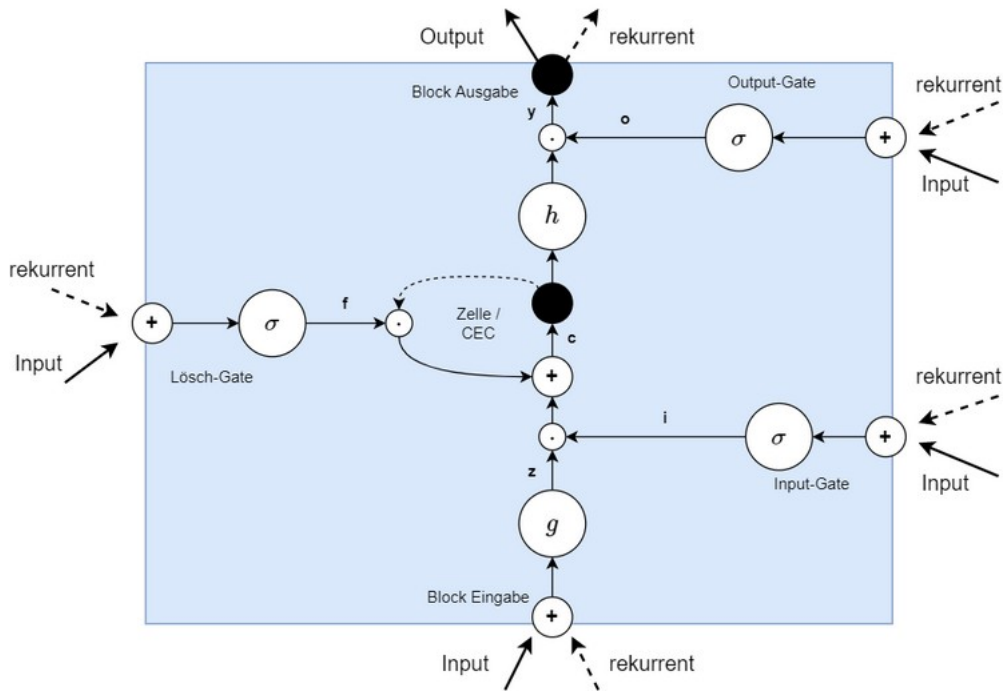 Output
rekurrent
Block Ausgabe
Output-Gate
rekurrent
y
o
·
σ
+
Input
h
rekurrent
Zelle /
CEC
+
σ
f
·
c
Input
Lösch-Gate
+
rekurrent
i
·
σ
+
z
Input-Gate
Input
g
Block Eingabe
+
Input
rekurrent